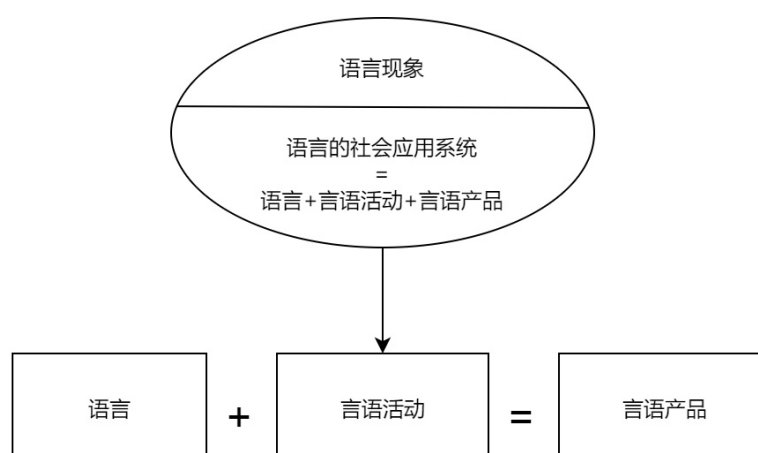 语言现象
语言的社会应用系统
=
语言+言语活动+言语产品
语言 + 言语活动 = 言语产品